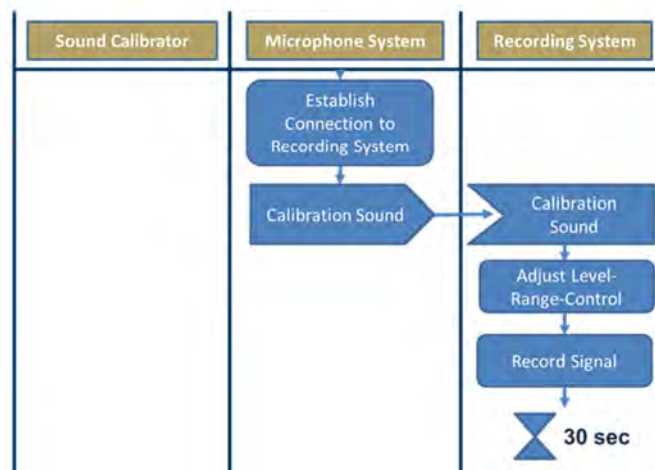 Sound Calibrator
Microphone System
Recording System
Establish
Connection to
Recording System
Calibration Sound
Calibration
Sound
Adjust Level-
Range-Control
Record Signal
30 sec